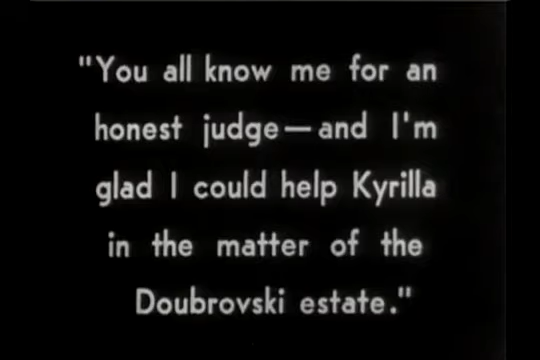 "You all know me for an
honest judge—and I'm
glad I could help Kyrilla
in the matter of the
Doubrovski estate."